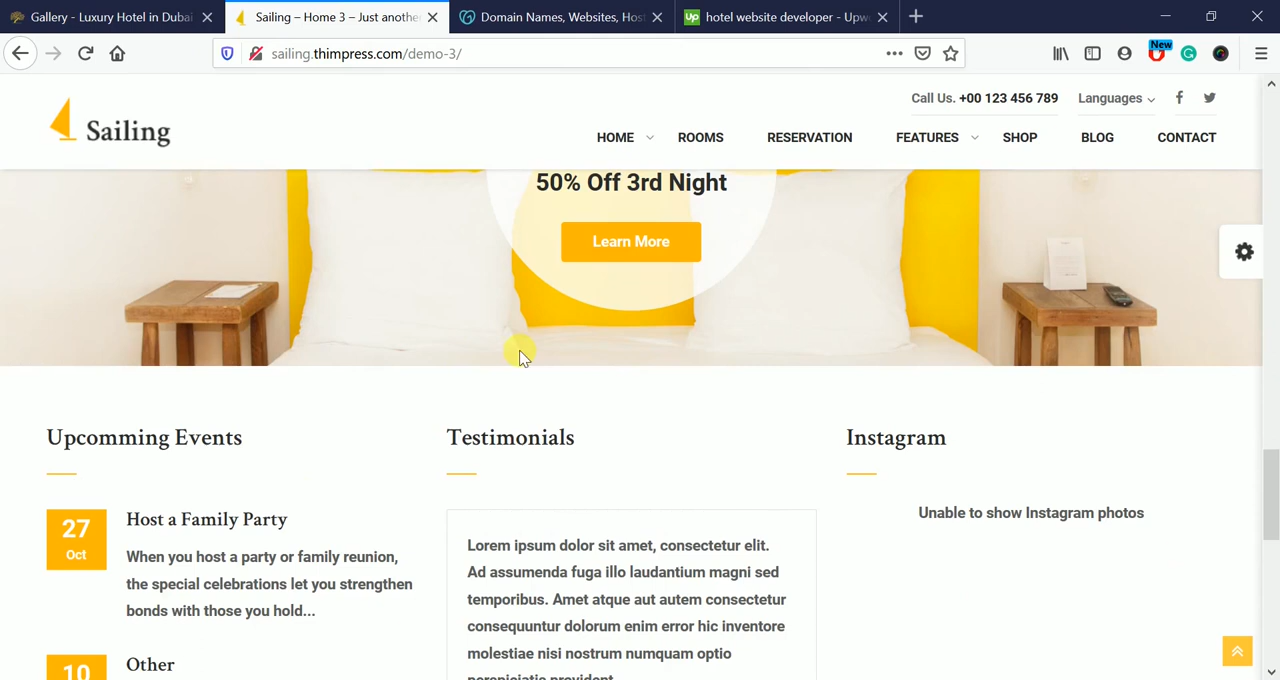 Gallery - Luxury Hotel in Dubai
Sailing – Home 3 – Just anothe
Domain Names, Websites, Hos
hotel website developer - Upw
sailing.thimpress.com/demo-3/
New
Sailing
Call Us. +00 123 456 789
Languages
HOME
ROOMS
RESERVATION
FEATURES
SHOP
BLOG
CONTACT
50% Off 3rd Night
Learn More
Upcomming Events
27
Oct
Host a Family Party
When you host a party or family reunion,
the special celebrations let you strengthen
bonds with those you hold...
10
Other
Testimonials
Lorem ipsum dolor sit amet, consectetur elit.
Ad assumenda fuga illo laudantium magni sed
temporibus. Amet atque aut autem consectetur
consequuntur dolorum enim error hic inventore
molestiae nisi nostrum numquam optio
perspiciatis provident
Instagram
Unable to show Instagram photos